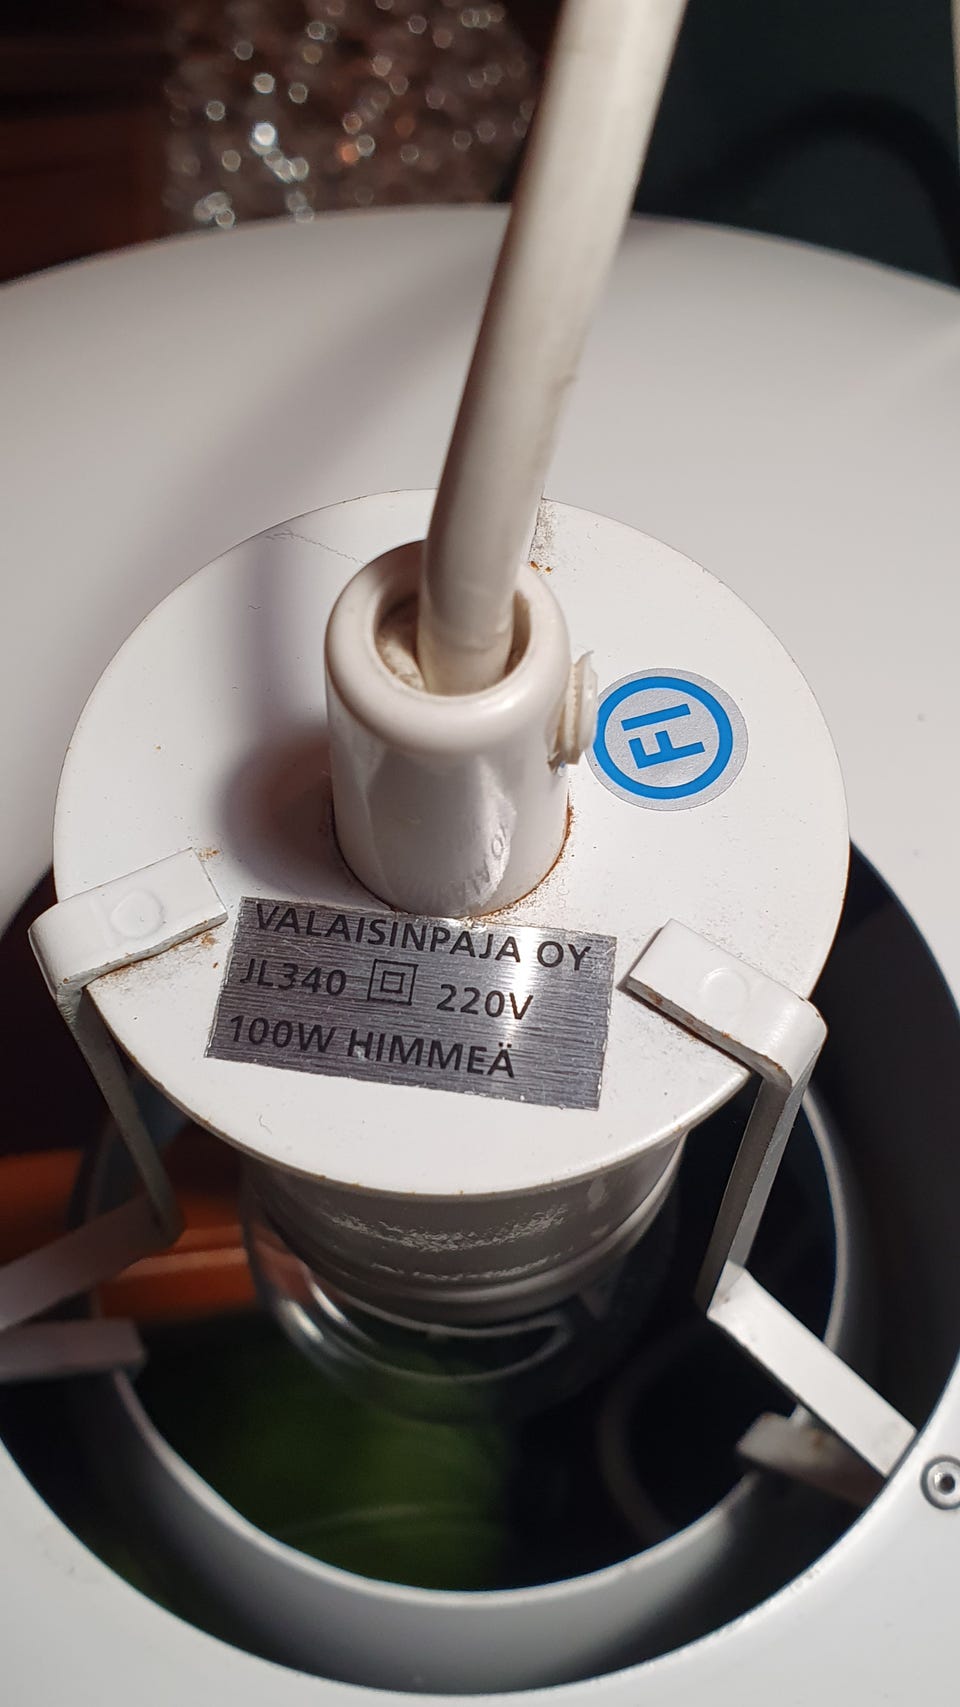 VALAISINPAJA OY
JL340 220V
100W HIMMEÄ
FI